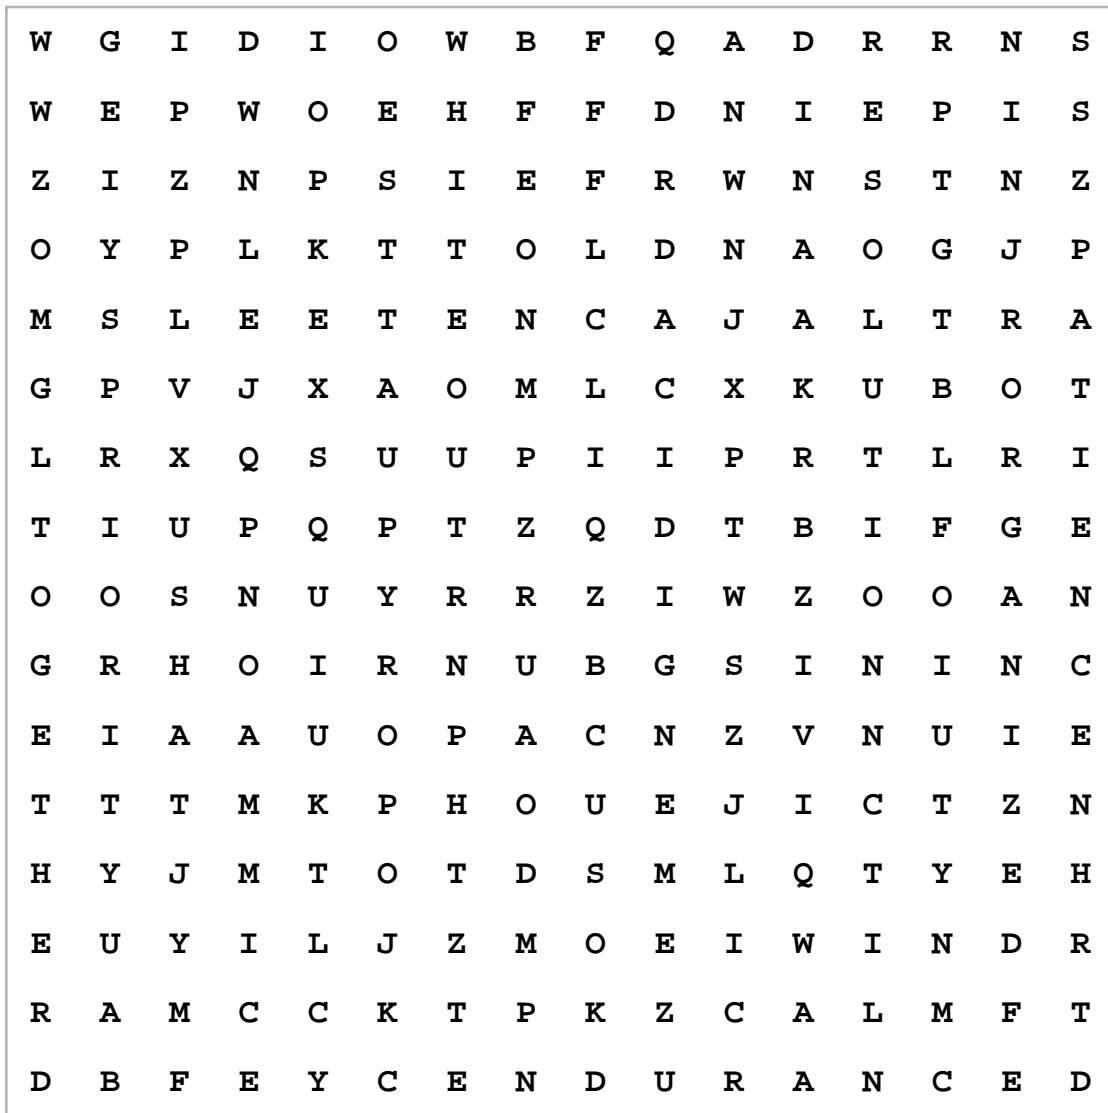 W G I D I O W B F Q A D R R N S
W E P W O E H F F D N I E P I S
Z I Z N P S I E F R W N S T N Z
O Y P L K T T O L D N A O G J P
M S L E E T E N C A J A L T R A
G P V J X A O M L C X K U B O T
L R X Q S U U P I I P R T L R I
T I U P Q P T Z Q D T B I F G E
O O S N U Y R R Z I W Z O O A N
G R H O I R N U B G S I N I N C
E I A A U O P A C N Z V N U I E
T T T M K P H O U E J I C T Z N
H Y J M T O T D S M L Q T Y E H
E U Y I L J Z M O E I W I N D R
R A M C C K T P K Z C A L M F T
D B F E Y C E N D U R A N C E D